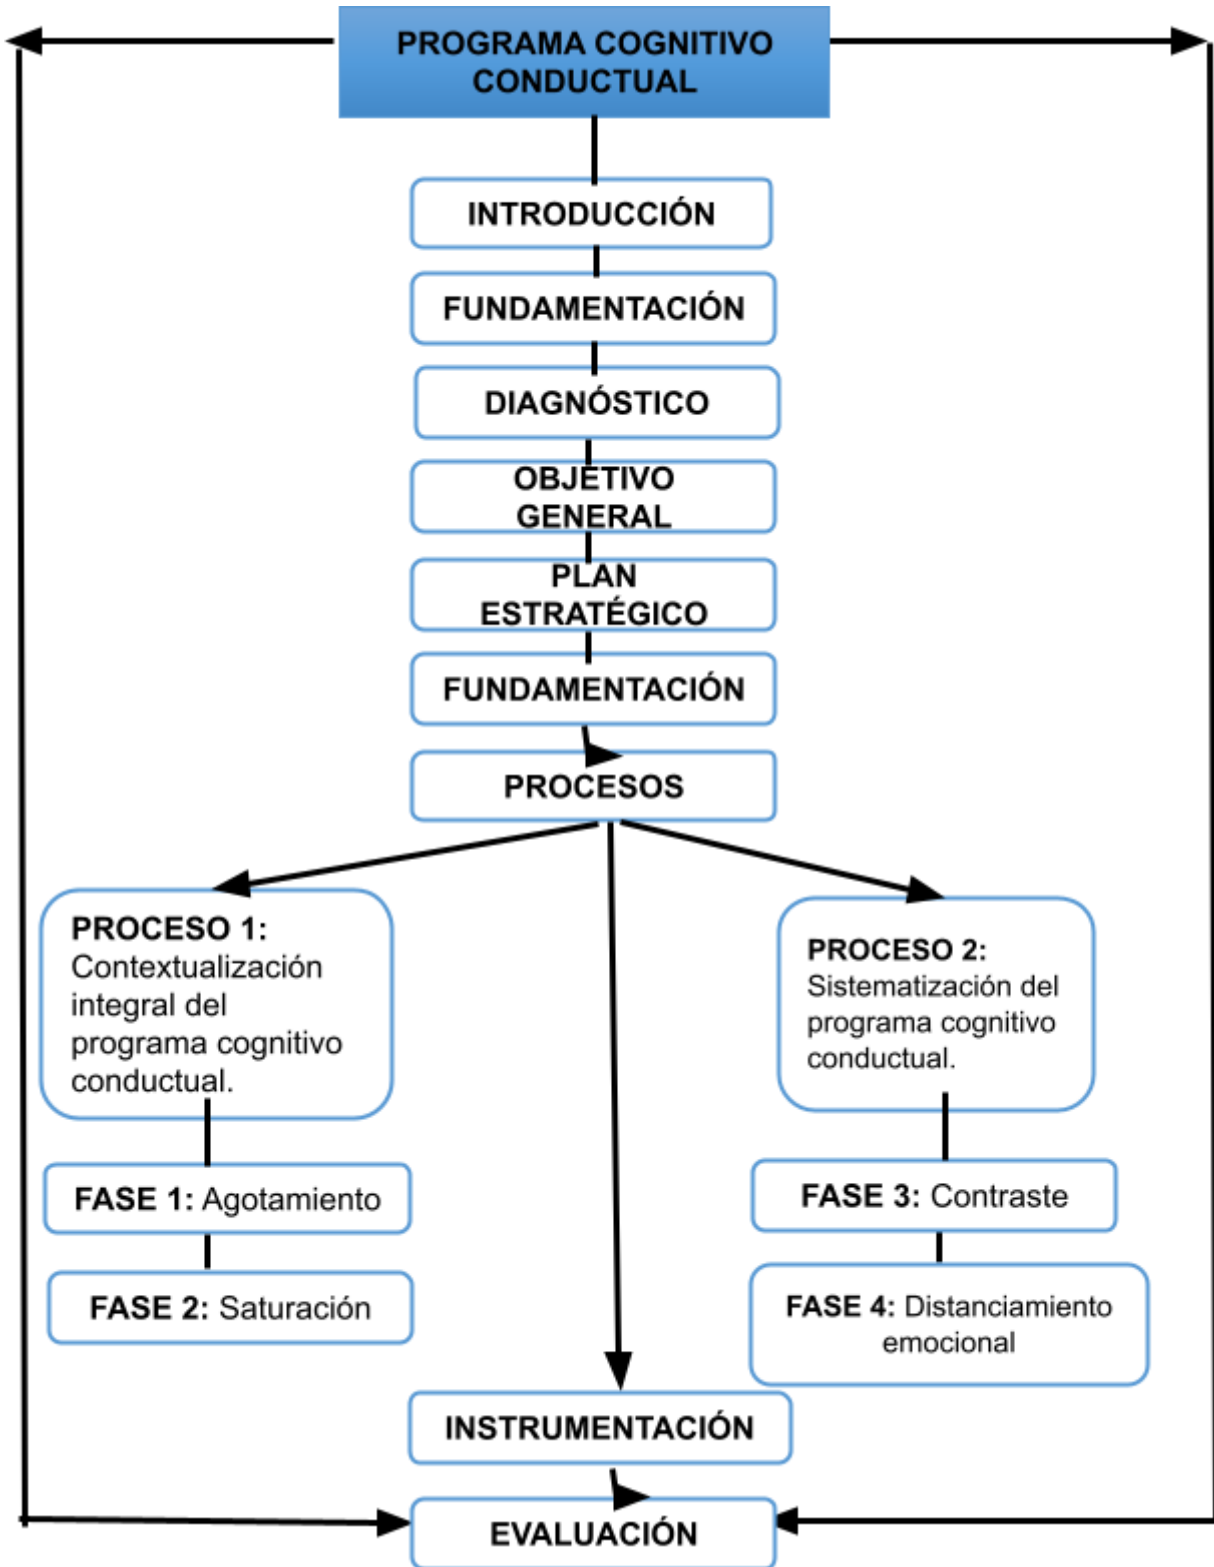 PROGRAMA COGNITIVO
CONDUCTUAL
INTRODUCCIÓN
FUNDAMENTACIÓN
DIAGNÓSTICO
OBJETIVO
GENERAL
PLAN
ESTRATÉGICO
FUNDAMENTACIÓN
PROCESOS
PROCESO 1:
Contextualización
integral del
programa cognitivo
conductual.
FASE 1: Agotamiento
FASE 2: Saturación
PROCESO 2:
Sistematización del
programa cognitivo
conductual.
FASE 3: Contraste
FASE 4: Distanciamiento
emocional
INSTRUMENTACIÓN
EVALUACIÓN